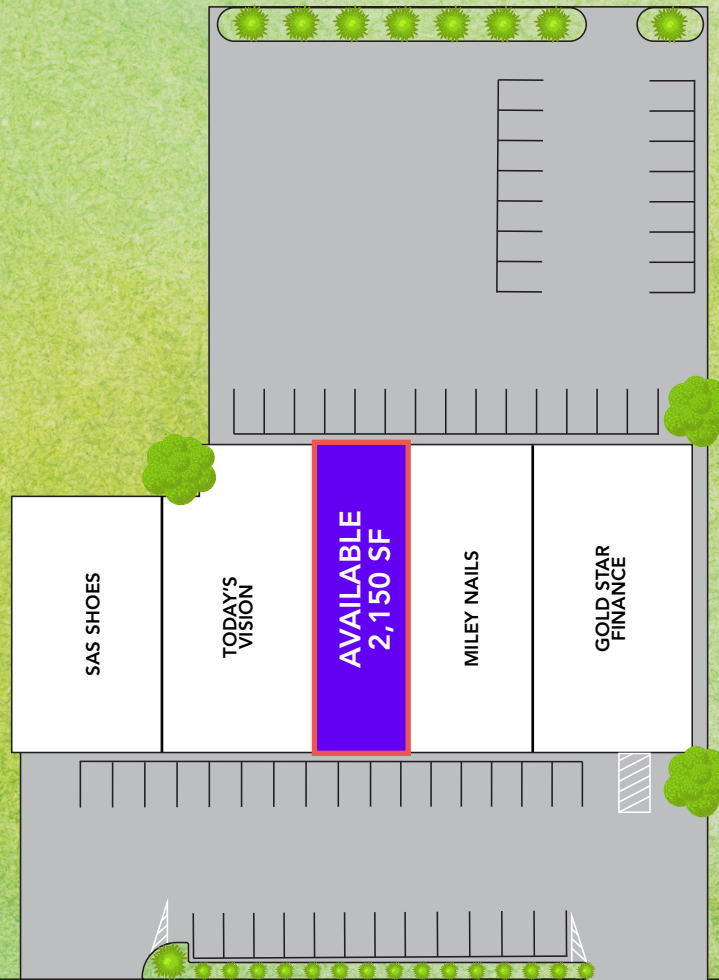 SAS SHOES
TODAY'S
VISION
AVAILABLE
2,150 SF
MILEY NAILS
GOLD STAR
FINANCE